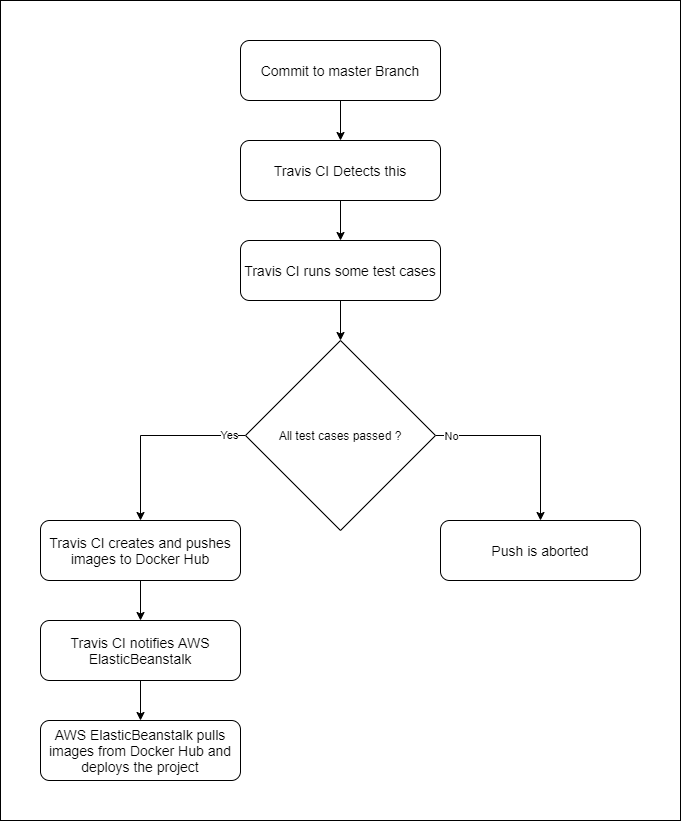 Commit to master Branch
Travis CI Detects this
Travis CI runs some test cases
All test cases passed ?
Yes
No
Travis CI creates and pushes
images to Docker Hub
Push is aborted
Travis CI notifies AWS
ElasticBeanstalk
AWS ElasticBeanstalk pulls
images from Docker Hub and
deploys the project